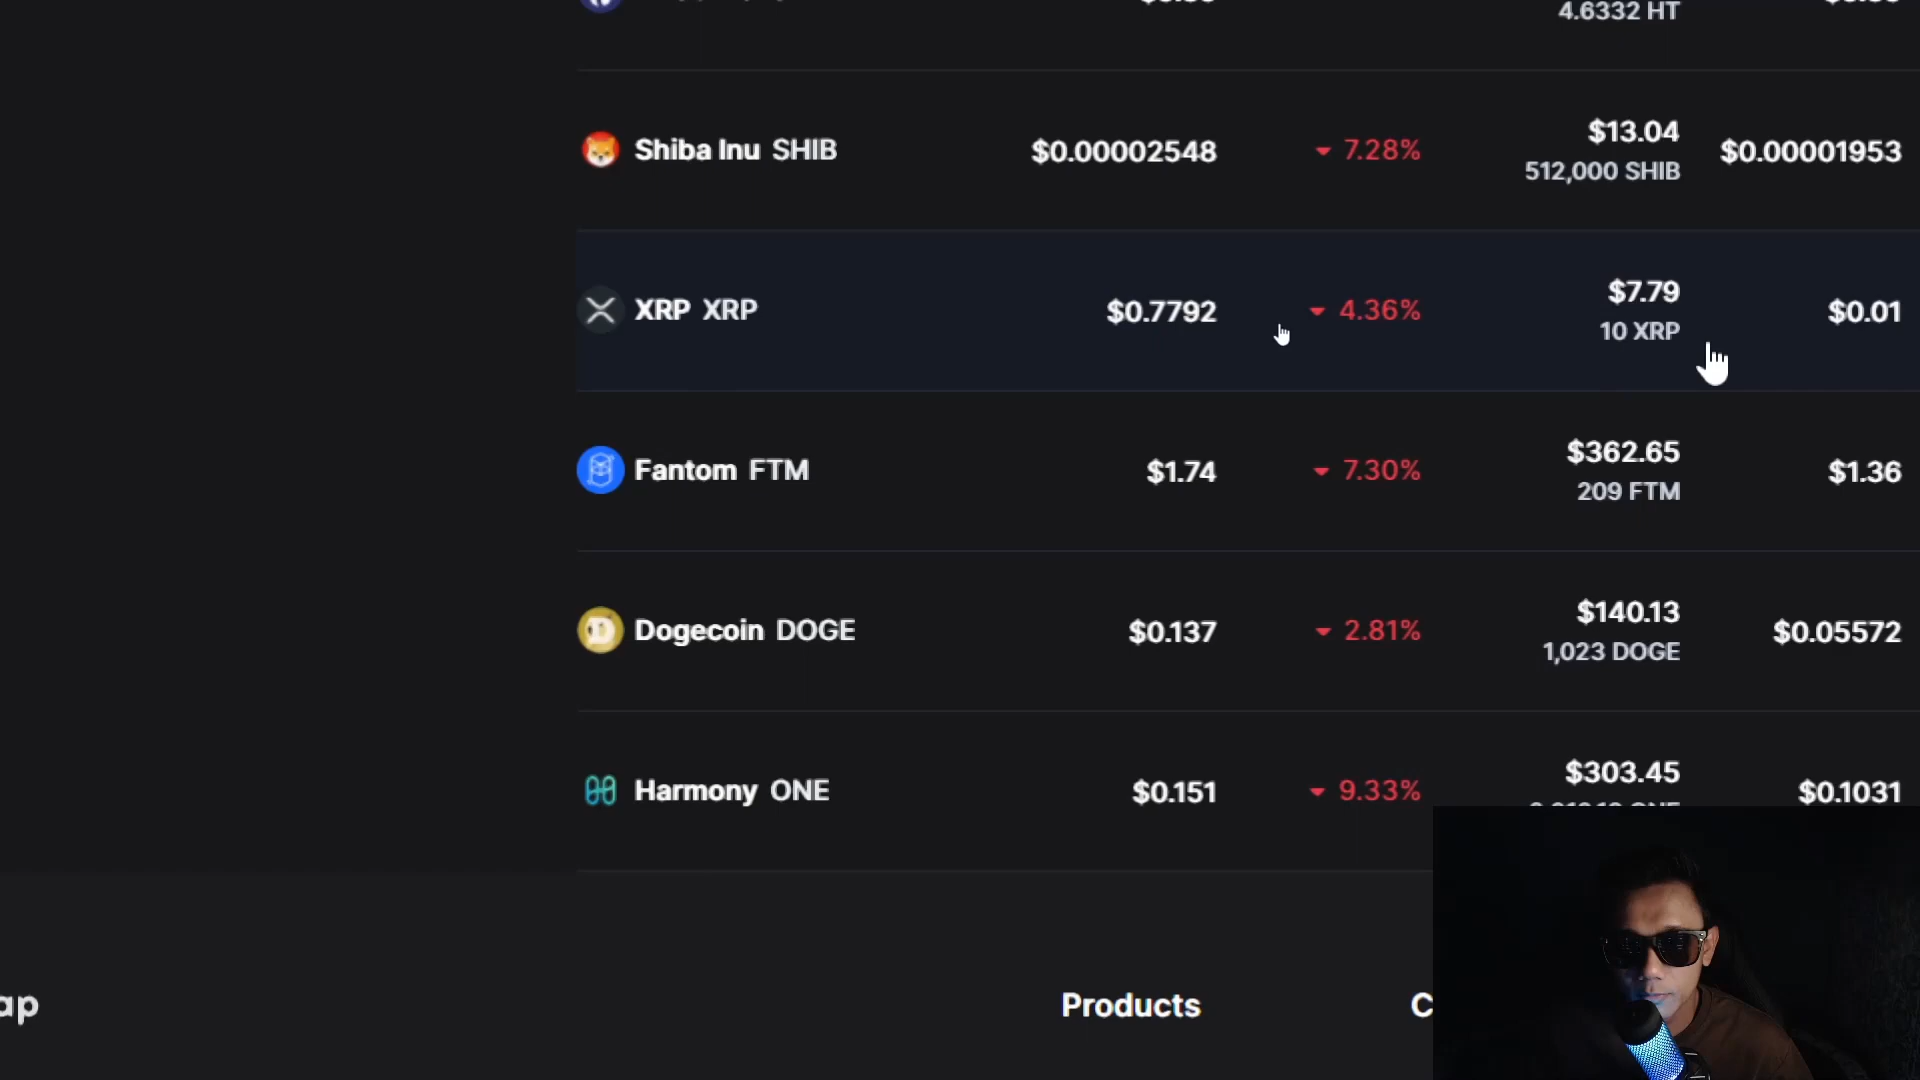 4.6332 HT
Shiba Inu SHIB $0.00002548 7.28% $13.04 $0.00001953
512,000 SHIB
XRP XRP $0.7792 4.36% $7.79 $0.01
10 XRP
Fantom FTM $1.74 7.30% $362.65 $1.36
209 FTM
Dogecoin DOGE $0.137 2.81% $140.13 $0.05572
1,023 DOGE
Harmony ONE $0.151 9.33% $303.45 $0.1031
ap Products C